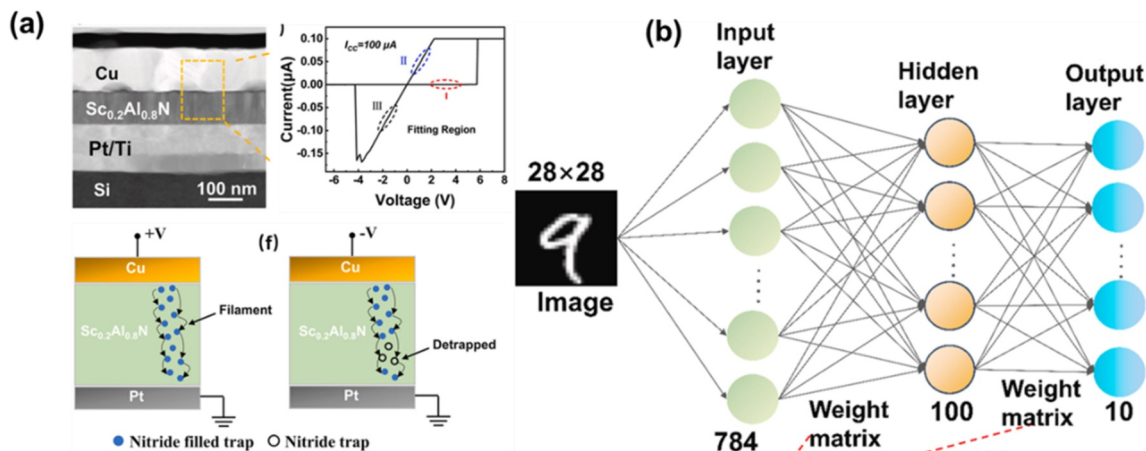 (a)
Cu
Sc0.2Al0.8N
Pt/Ti
Si
100 nm
)
ICC=100 μA
II
I
III
Fitting Region
Current(μA)
0.10
0.05
0.00
-0.05
-0.10
-0.15
-6 -4 -2 0 2 4 6 8
Voltage (V)
+V
Cu
Sc0.2Al0.8N
Filament
Pt
(f)
-V
Cu
Sc0.2Al0.8N
Detrapped
Pt
Nitride filled trap
Nitride trap
(b)
Input
layer
Hidden
layer
Output
layer
28×28
Image
784
Weight
matrix
100
Weight
matrix
10